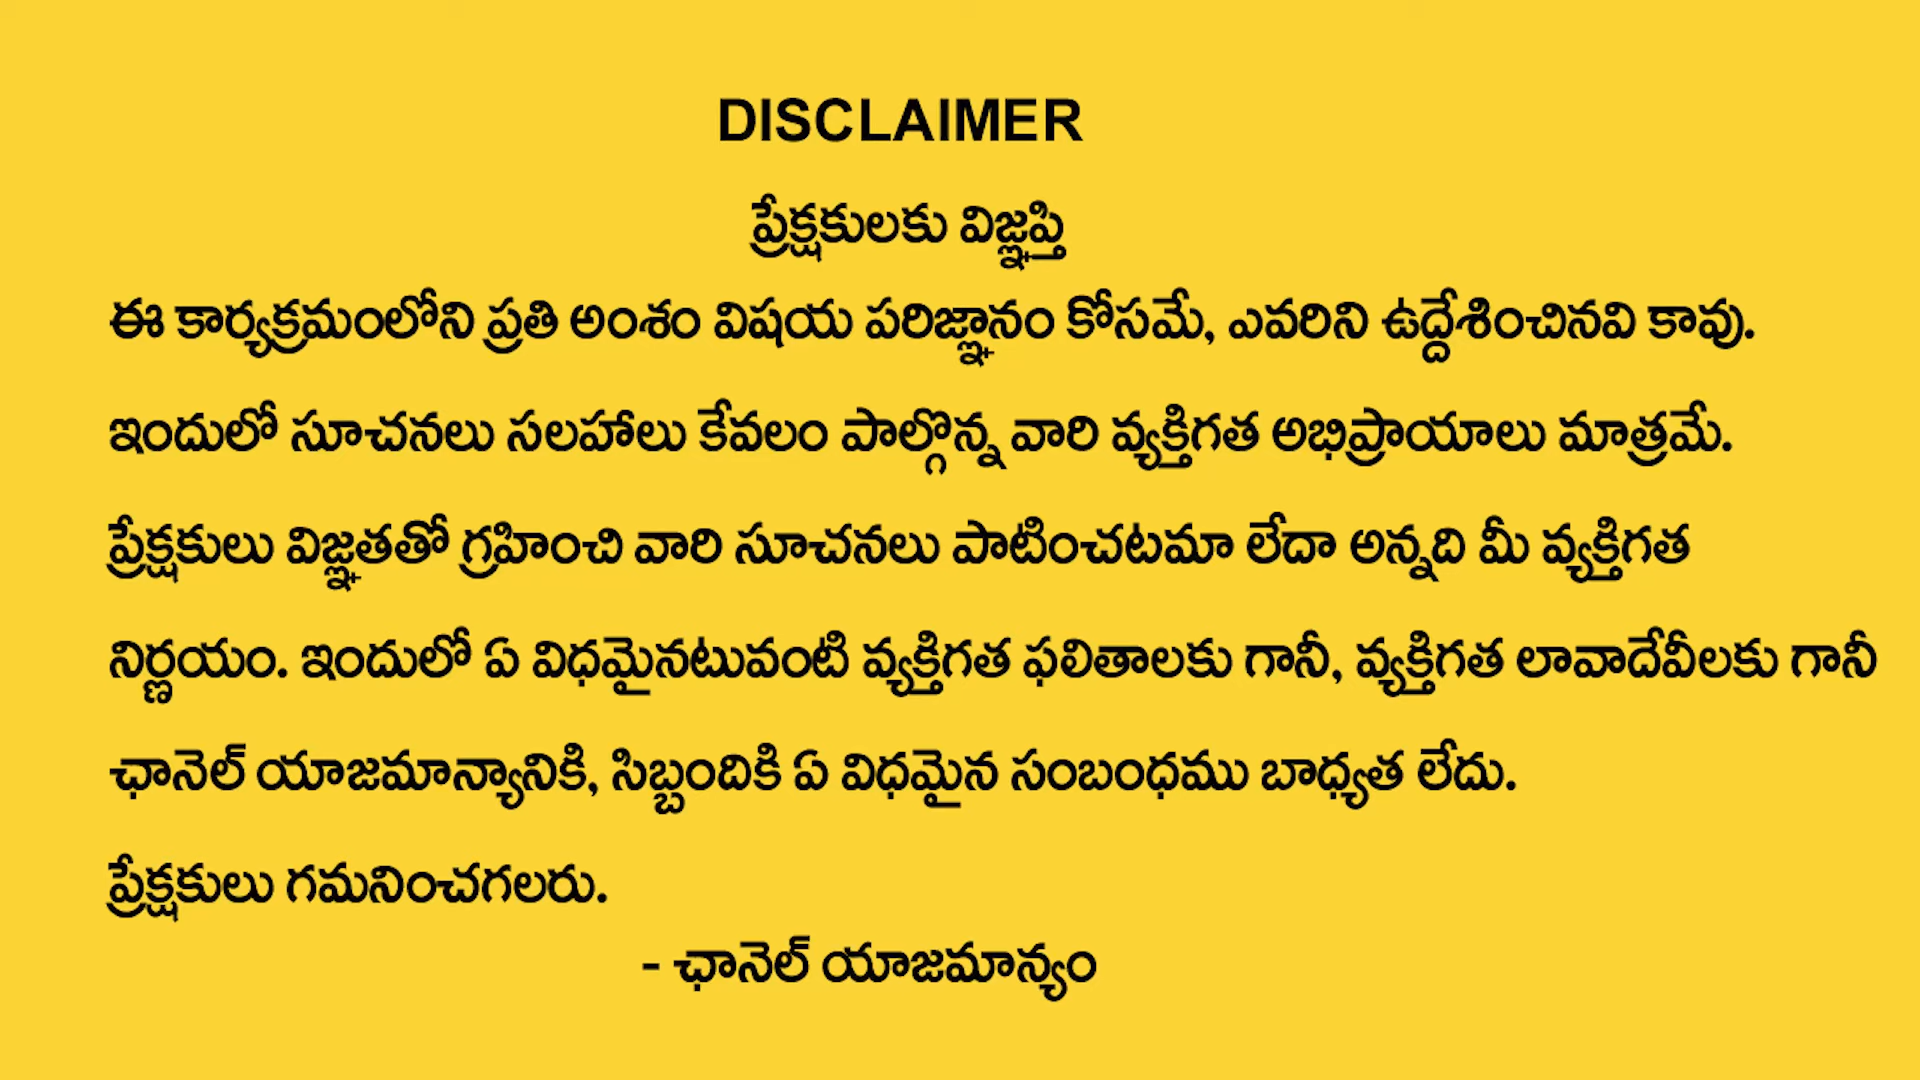 DISCLAIMER
ప్రేక్షకులకు విజ్ఞప్తి
ఈ కార్యక్రమంలోని ప్రతి అంశం విషయ పరిజ్ఞానం కోసమే, ఎవరిని ఉద్దేశించినవి కావు.
ఇందులో సూచనలు సలహాలు కేవలం పాల్గొన్న వారి వ్యక్తిగత అభిప్రాయాలు మాత్రమే.
ప్రేక్షకులు విజ్ఞతతో గ్రహించి వారి సూచనలు పాటించటమా లేదా అన్నది మీ వ్యక్తిగత
నిర్ణయం. ఇందులో ఏ విధమైనటువంటి వ్యక్తిగత ఫలితాలకు గానీ, వ్యక్తిగత లావాదేవీలకు గానీ
ఛానెల్ యాజమాన్యానికి, సిబ్బందికి ఏ విధమైన సంబంధము బాధ్యత లేదు.
ప్రేక్షకులు గమనించగలరు.
- ఛానెల్ యాజమాన్యం